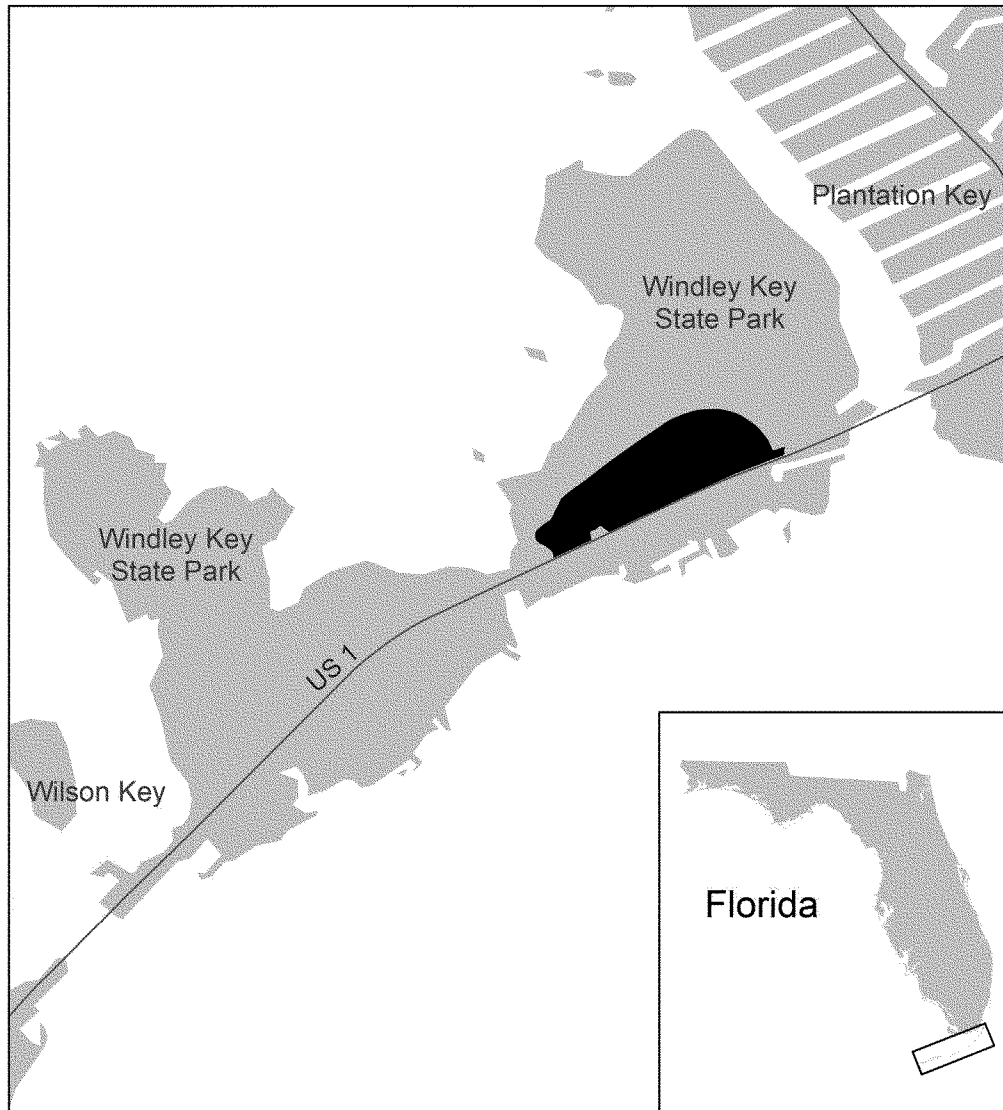 Plantation Key
Windley Key
State Park
Windley Key
State Park
US 1
Wilson Key
Florida